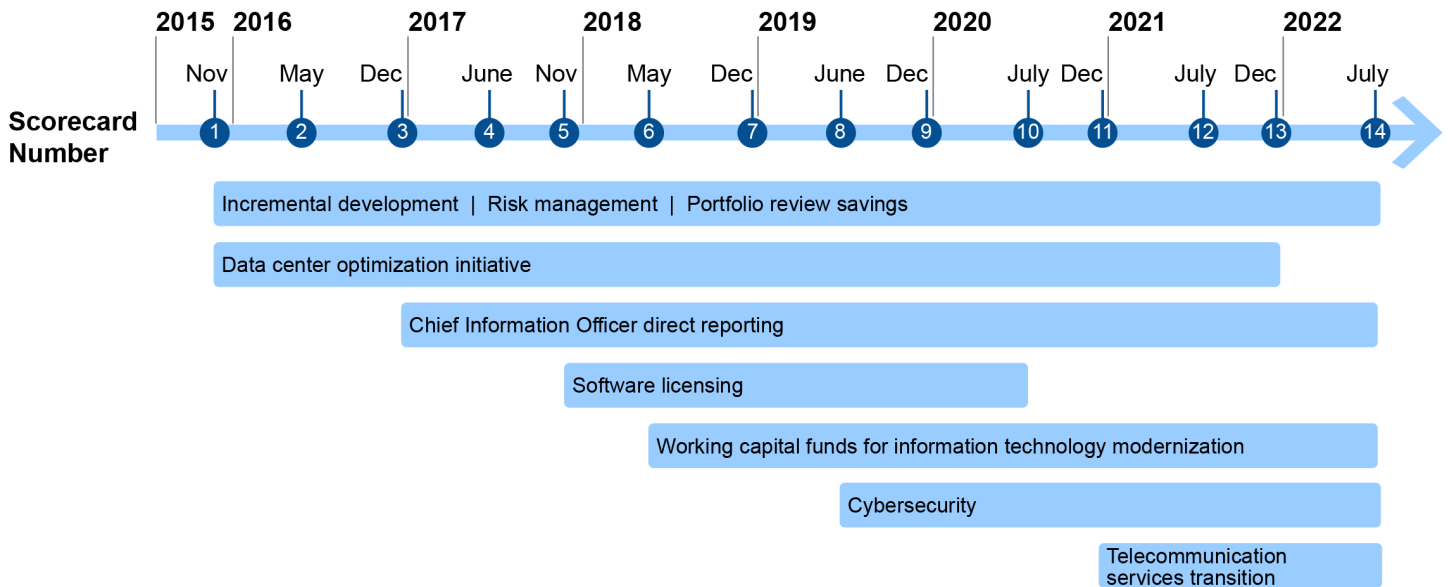 2015 2016 2017 2018 2019 2020 2021 2022
Nov May Dec June Nov May Dec June Dec July Dec July Dec July
Scorecard
Number
1 2 3 4 5 6 7 8 9 10 11 12 13 14
Incremental development | Risk management | Portfolio review savings
Data center optimization initiative
Chief Information Officer direct reporting
Software licensing
Working capital funds for information technology modernization
Cybersecurity
Telecommunication
services transition